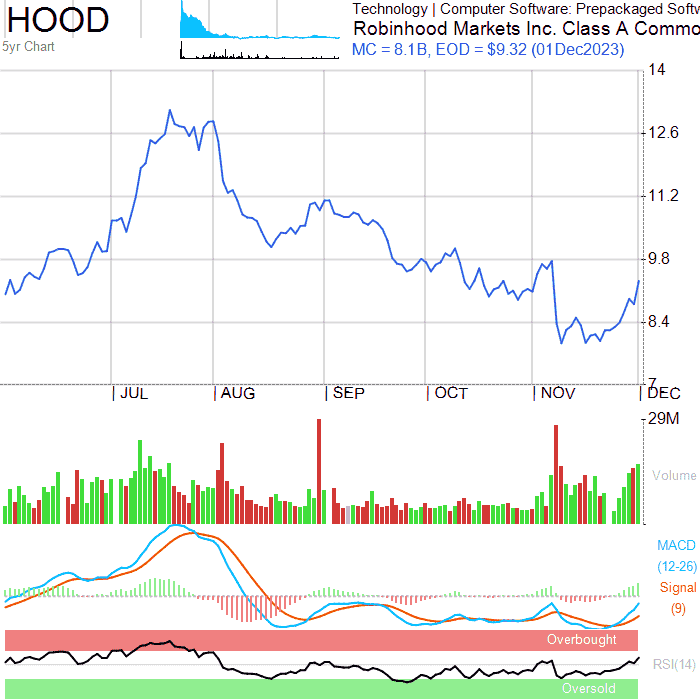 HOOD
5yr Chart
Technology | Computer Software: Prepackaged Softw
Robinhood Markets Inc. Class A Commo
MC = 8.1B, EOD = $9.32 (01Dec2023)
14
12.6
11.2
9.8
8.4
7
| JUL | AUG | SEP | OCT | NOV | DEC
29M
Volume
MACD
(12-26)
Signal
(9)
Overbought
RSI(14)
Oversold